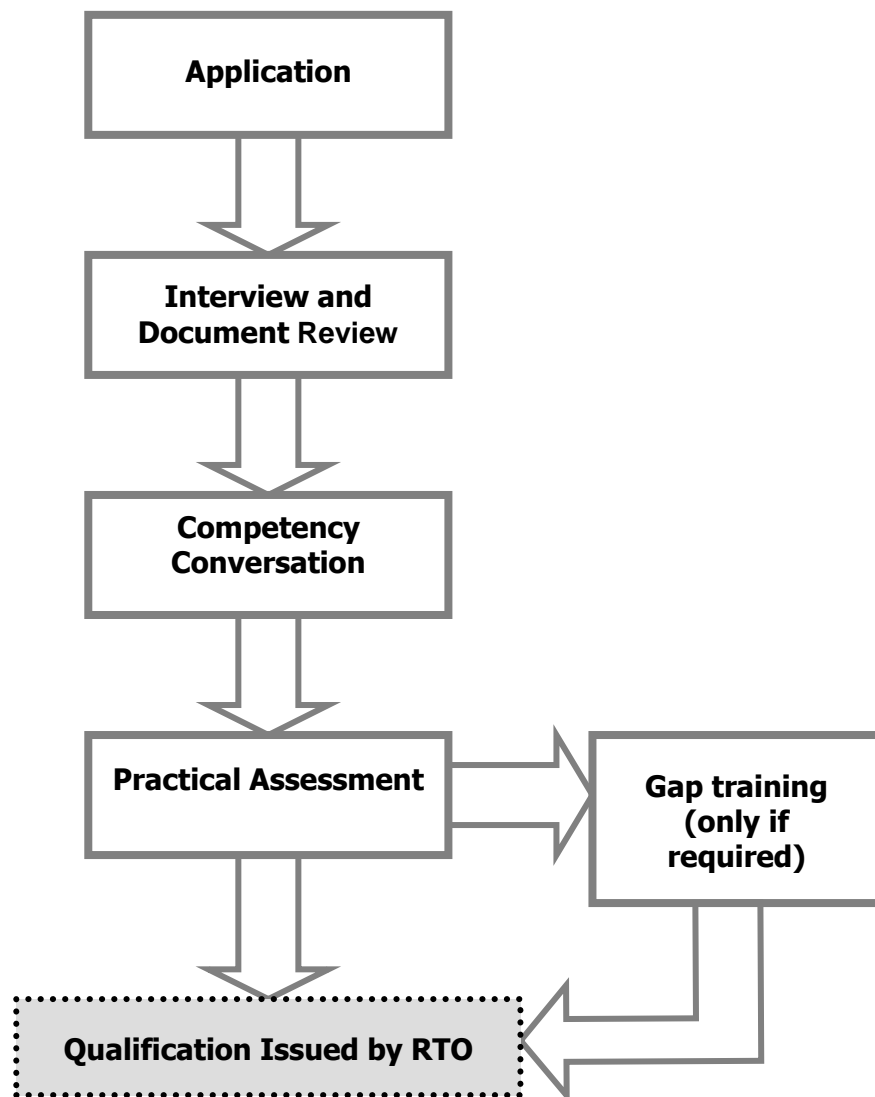 Application
Interview and
Document Review
Competency
Conversation
Practical Assessment
Gap training
(only if
required)
Qualification Issued by RTO